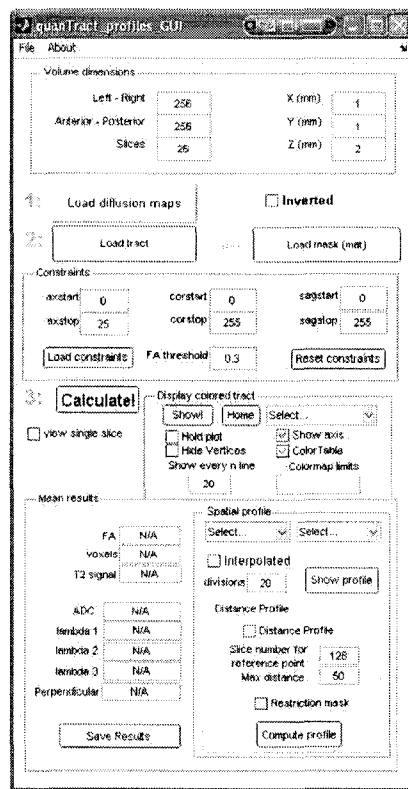 quanTract_profiles_GUI
File About
Volume dimensions
Left - Right 256 X (mm) 1
Anterior - Posterior 256 Y (mm) 1
Slices 25 Z (mm) 2
1: Load diffusion maps Inverted
2: Load tract Load mask (mat)
Constraints
axstart 0 corstart 0 sagstart 0
axstop 25 corstop 255 sagstop 255
Load constraints FA threshold 0.3 Reset constraints
3: Calculate! Display colored tract
Show! Home Select...
view single slice Hold plot Show axis
Hide Vertices ColorTable
Show every n line Colormap limits
20
Mean results
Spatial profile
FA N/A Select... Select...
voxels N/A
T2 signal N/A Interpolated
divisions 20 Show profile
ADC N/A Distance Profile
lambda 1 N/A Distance Profile
lambda 2 N/A Slice number for
reference point 128
lambda 3 N/A Max distance 50
Perpendicular N/A
Restriction mask
Save Results Compute profile